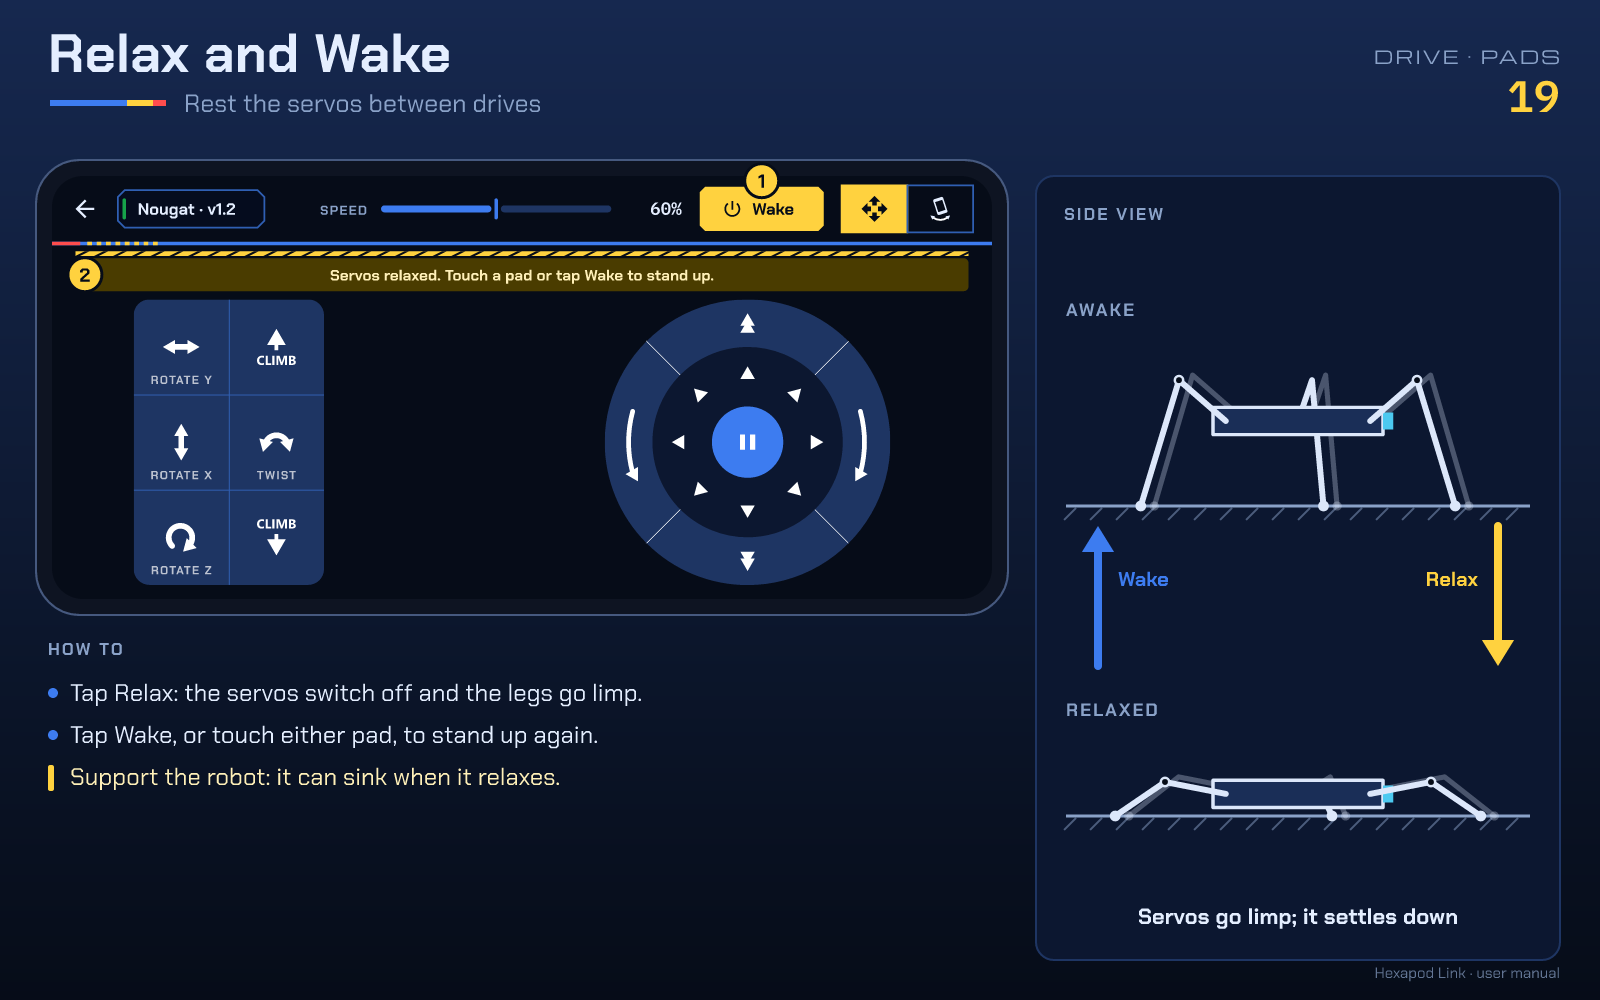 Relax and Wake
Rest the servos between drives
DRIVE · PADS
19
1
Nougat · v1.2
SPEED
60%
Wake
2
Servos relaxed. Touch a pad or tap Wake to stand up.
ROTATE Y
CLIMB
ROTATE X
TWIST
ROTATE Z
CLIMB
HOW TO
Tap Relax: the servos switch off and the legs go limp.
Tap Wake, or touch either pad, to stand up again.
Support the robot: it can sink when it relaxes.
SIDE VIEW
AWAKE
Wake
Relax
RELAXED
Servos go limp; it settles down
Hexapod Link · user manual